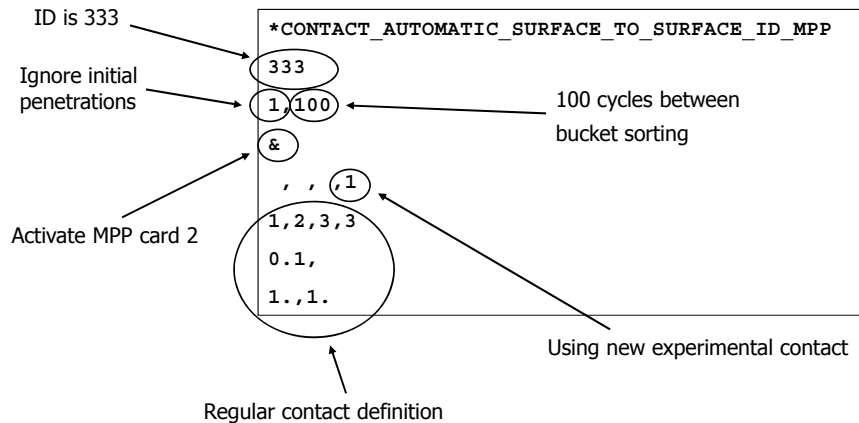 ID is 333
*CONTACT_AUTOMATIC_SURFACE_TO_SURFACE_ID_MPP
333
Ignore initial
penetrations
1,100
100 cycles between
bucket sorting
&
, , ,1
Activate MPP card 2
1,2,3,3
0.1,
1.,1.
Using new experimental contact
Regular contact definition